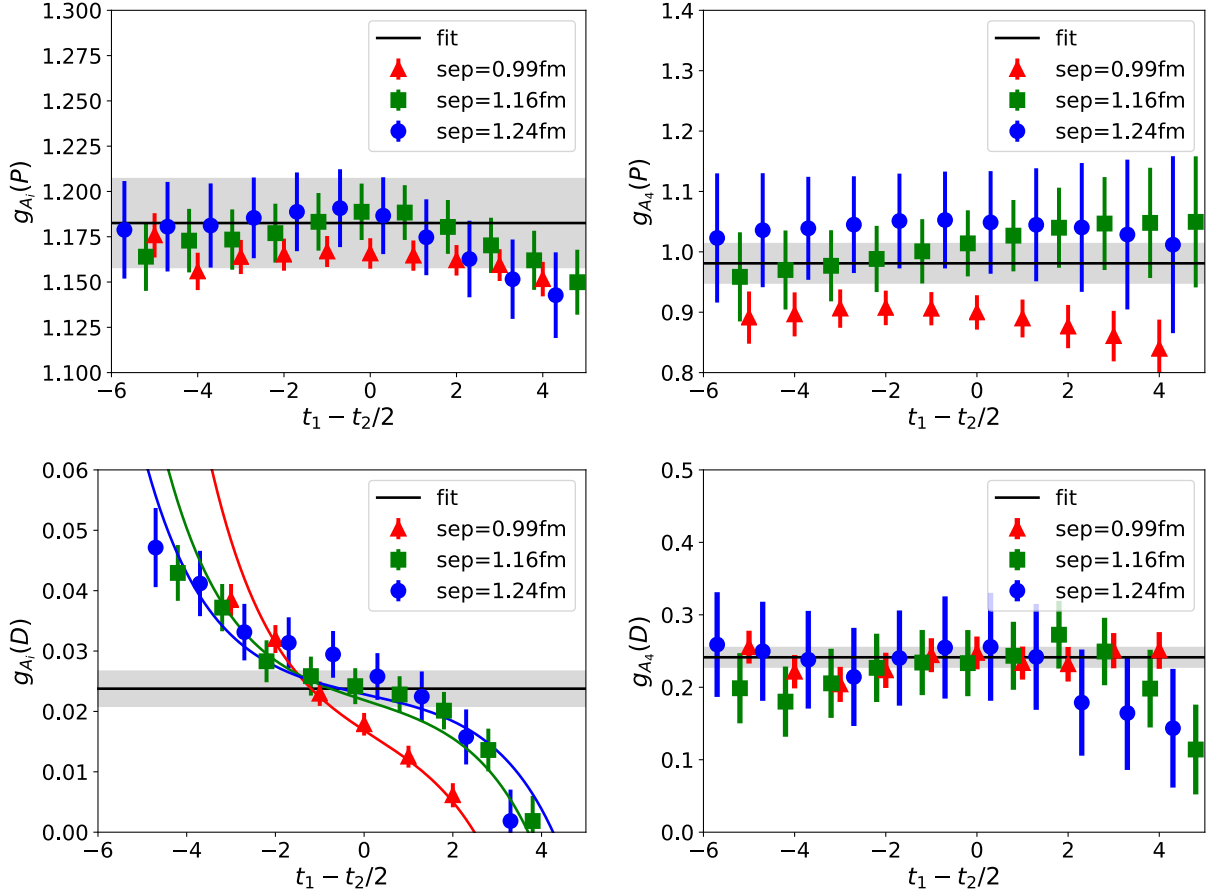 1.300
1.275
1.250
1.225
1.200
1.175
1.150
1.125
1.100
g_{A_i}(P)
−6 −4 −2 0 2 4
t_1 − t_2/2
fit
sep=0.99fm
sep=1.16fm
sep=1.24fm
1.4
1.3
1.2
1.1
1.0
0.9
0.8
g_{A_4}(P)
−6 −4 −2 0 2 4
t_1 − t_2/2
fit
sep=0.99fm
sep=1.16fm
sep=1.24fm
0.06
0.05
0.04
0.03
0.02
0.01
0.00
g_{A_i}(D)
−6 −4 −2 0 2 4
t_1 − t_2/2
fit
sep=0.99fm
sep=1.16fm
sep=1.24fm
0.5
0.4
0.3
0.2
0.1
0.0
g_{A_4}(D)
−6 −4 −2 0 2 4
t_1 − t_2/2
fit
sep=0.99fm
sep=1.16fm
sep=1.24fm